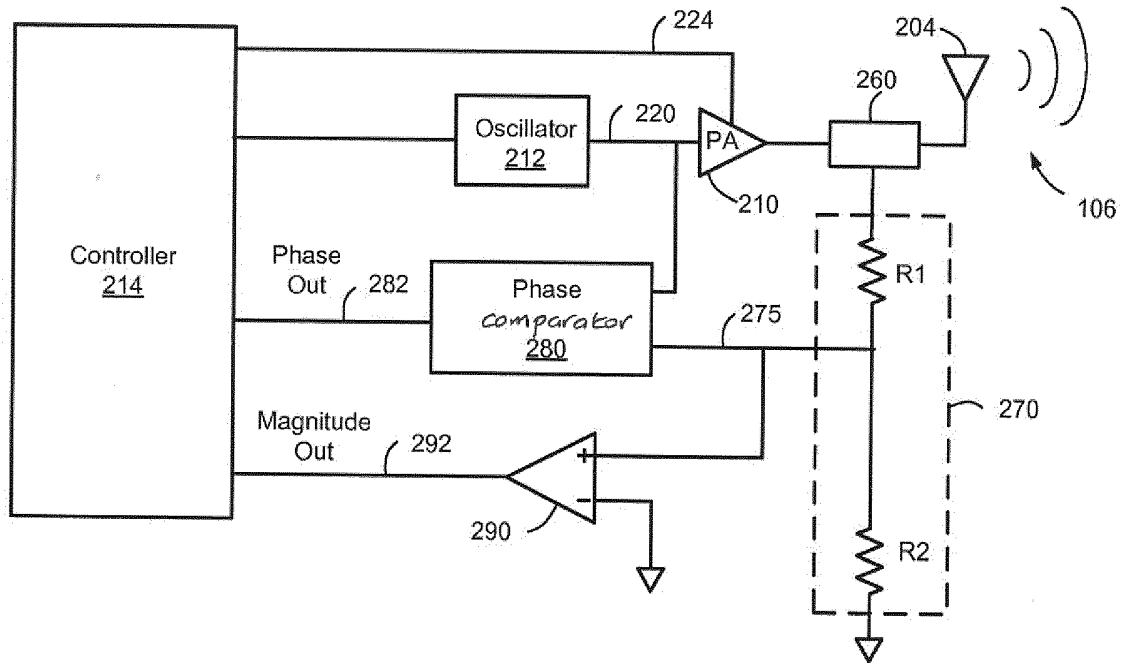 224
204
260
Oscillator
212
220
PA
210
106
Controller
214
Phase
Out
282
Phase
comparator
280
275
R1
270
Magnitude
Out
292
+
−
290
R2